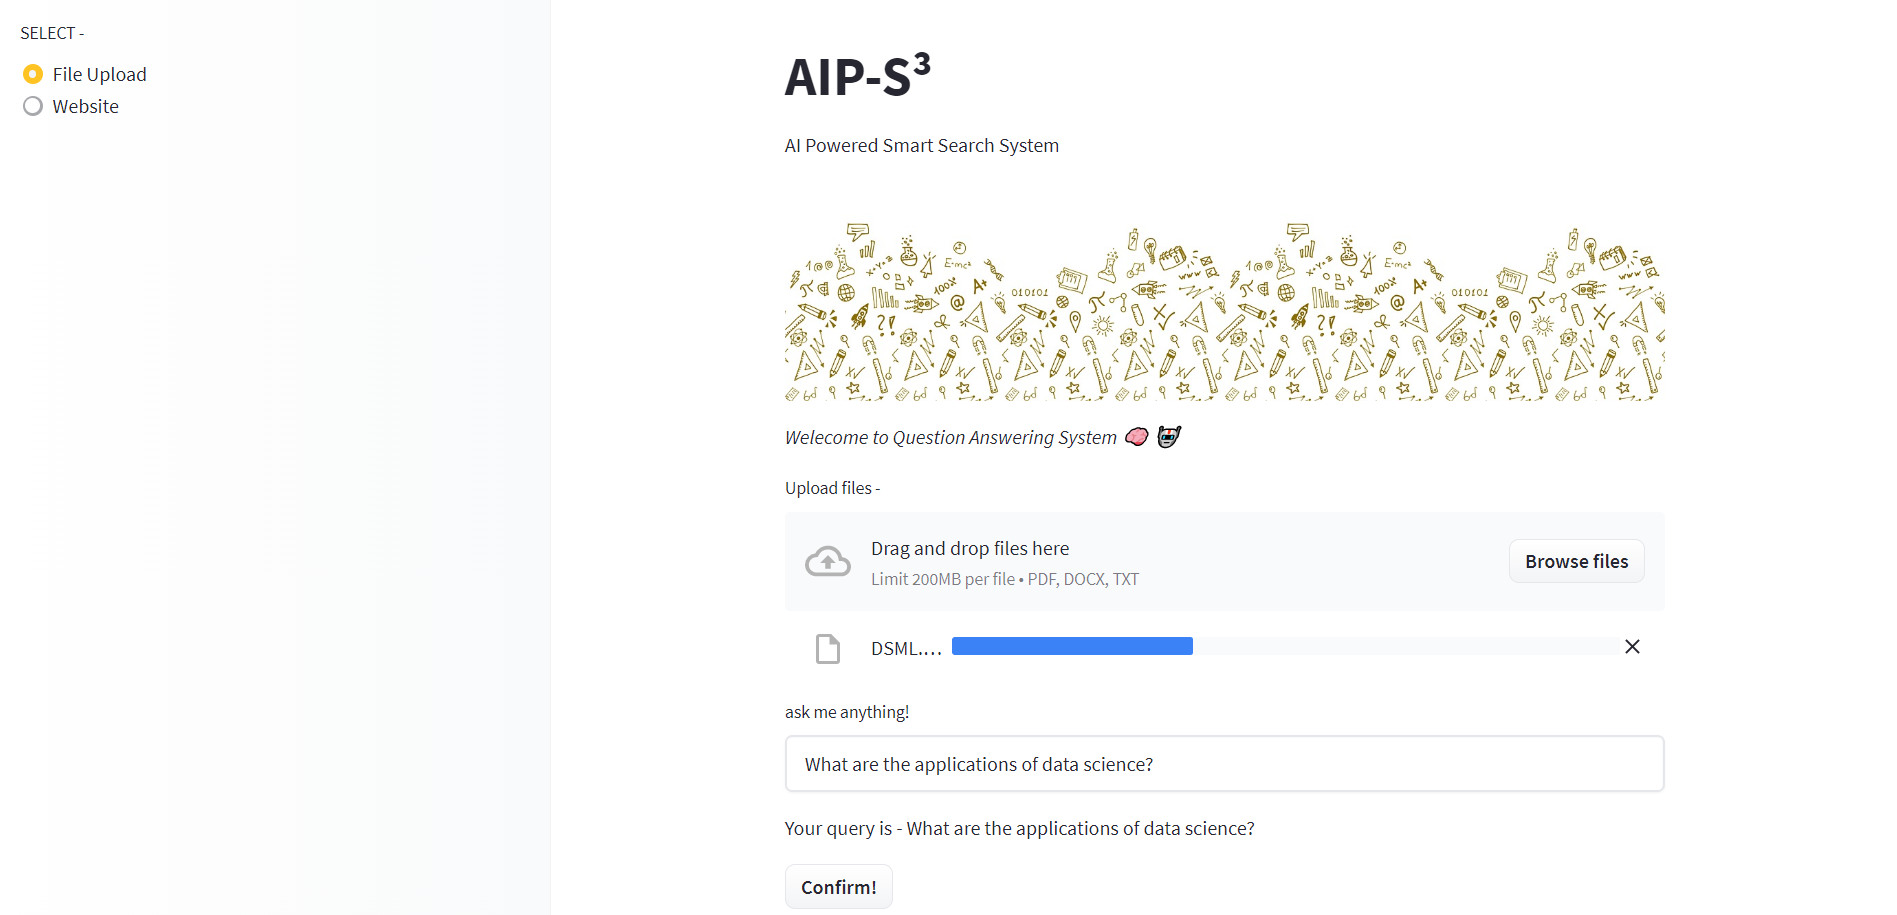 SELECT -
File Upload
Website
AIP-S³
AI Powered Smart Search System
Welecome to Question Answering System
Upload files -
Drag and drop files here
Limit 200MB per file • PDF, DOCX, TXT
Browse files
DSML.…
ask me anything!
What are the applications of data science?
Your query is - What are the applications of data science?
Confirm!